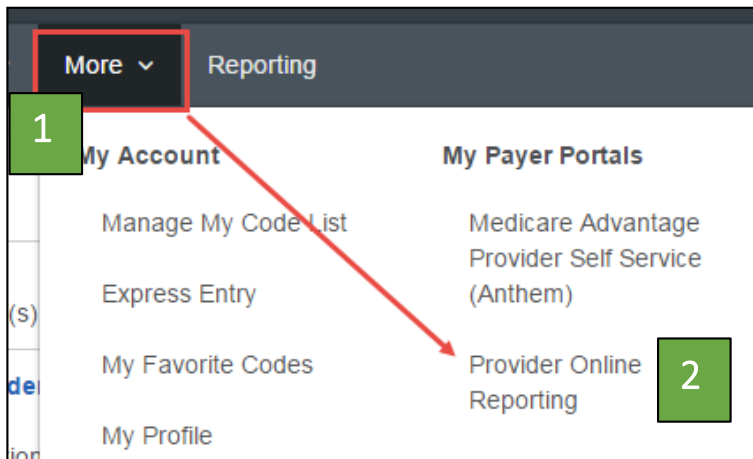 More
Reporting
1
My Account
My Payer Portals
Manage My Code List
Medicare Advantage
Provider Self Service
(Anthem)
Express Entry
(s)
My Favorite Codes
Provider Online
Reporting
2
My Profile